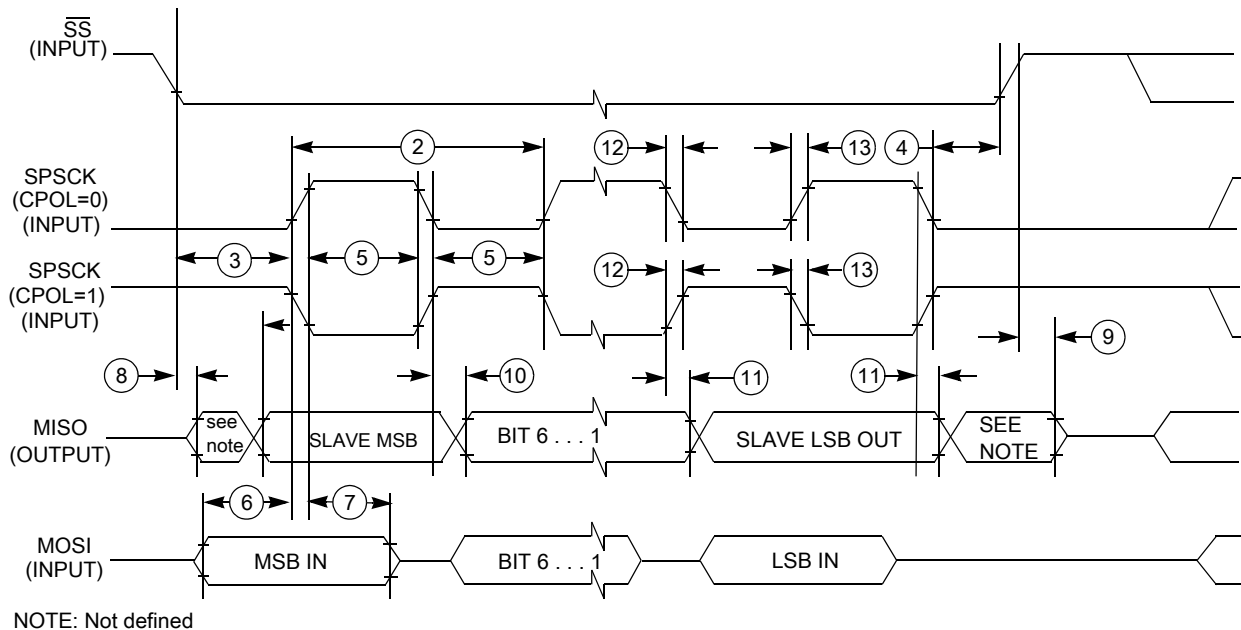 SS
(INPUT)
2
12
13
4
SPSCK
(CPOL=0)
(INPUT)
3
5
5
SPSCK
(CPOL=1)
(INPUT)
12
13
8
9
10
11
11
MISO
(OUTPUT)
see
note
SLAVE MSB
BIT 6 . . . 1
SLAVE LSB OUT
SEE
NOTE
6
7
MOSI
(INPUT)
MSB IN
BIT 6 . . . 1
LSB IN
NOTE: Not defined